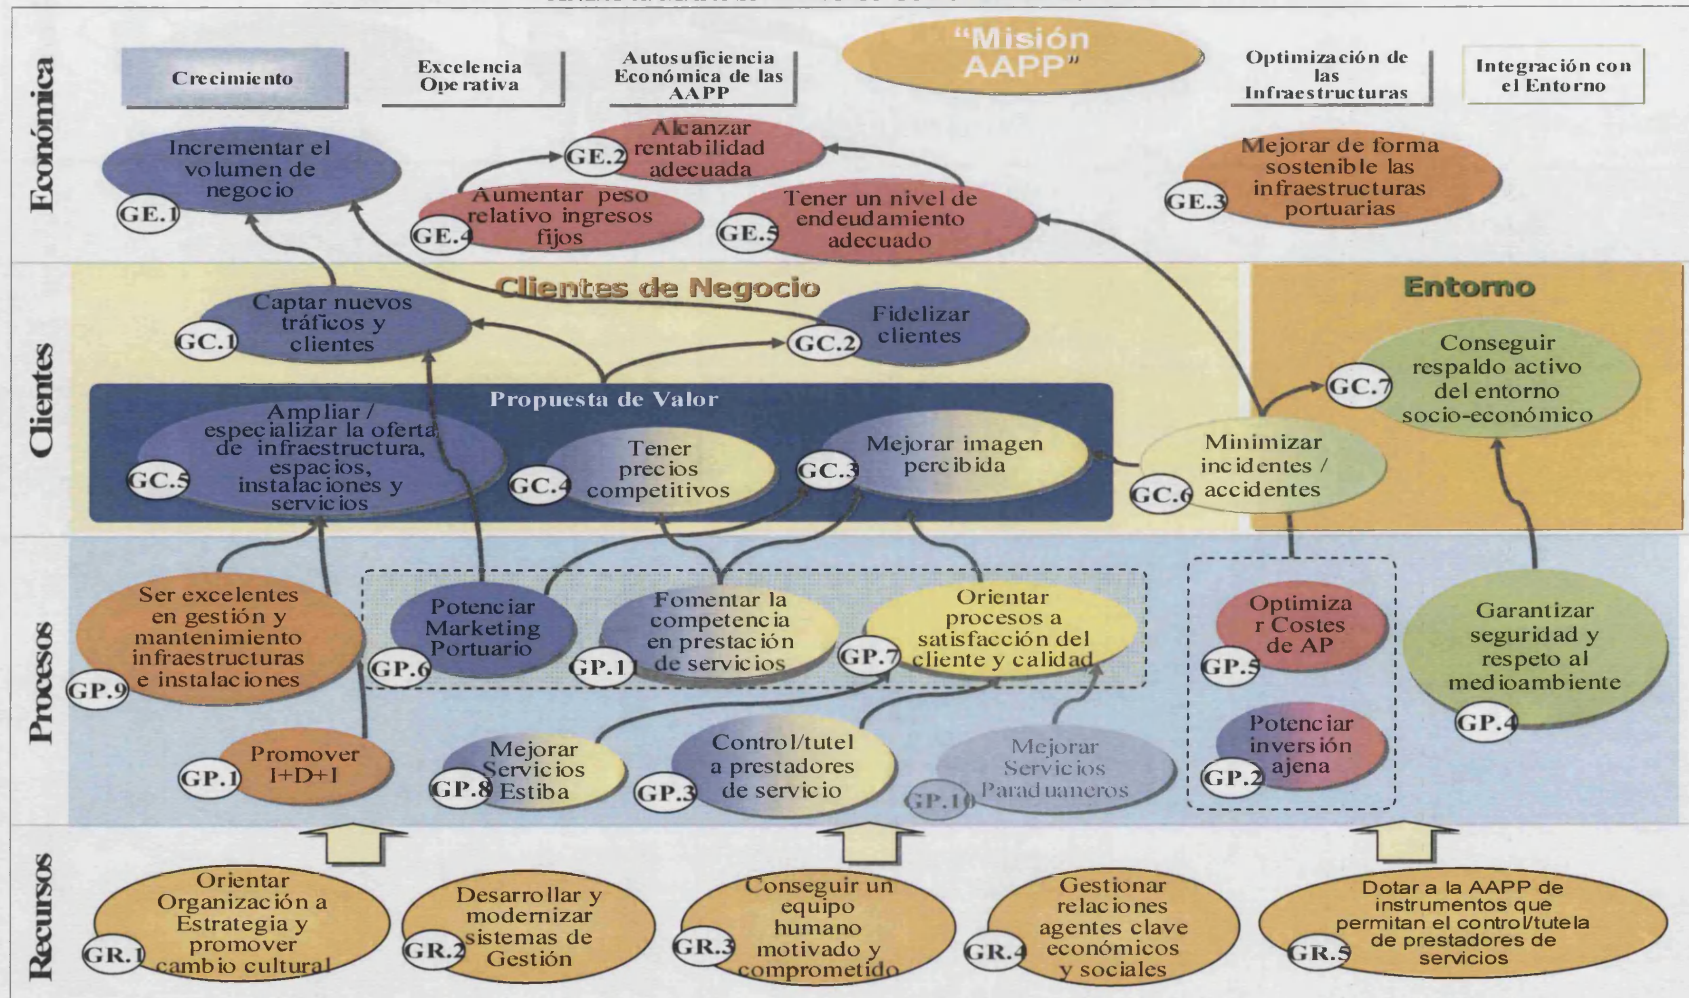 Económica
"Misión
AAPP"
Crecimiento
Excelencia
Operativa
Autosuficiencia
Económica de las
AAPP
Optimización de
las
Infraestructuras
Integración con
el Entorno
Incrementar el
volumen de
negocio
GE.1
Alcanzar
rentabilidad
adecuada
GE.2
Aumentar peso
relativo ingresos
fijos
GE.4
Tener un nivel de
endeudamiento
adecuado
GE.5
Mejorar de forma
sostenible las
infraestructuras
portuarias
GE.3
Clientes
Clientes de Negocio
Entorno
Captar nuevos
tráficos y
clientes
GC.1
Fidelizar
clientes
GC.2
Conseguir
respaldo activo
del entorno
socio-económico
GC.7
Propuesta de Valor
Ampliar /
especializar la oferta
de infraestructura,
espacios,
instalaciones y
servicios
GC.5
Tener
precios
competitivos
GC.4
Mejorar imagen
percibida
GC.3
Minimizar
incidentes /
accidentes
GC.6
Procesos
Ser excelentes
en gestión y
mantenimiento
infraestructuras
e instalaciones
GP.9
Potenciar
Marketing
Portuario
GP.6
Fomentar la
competencia
en prestación
de servicios
GP.11
Orientar
procesos a
satisfacción del
cliente y calidad
GP.7
Optimiza
r Costes
de AP
GP.5
Garantizar
seguridad y
respeto al
medioambiente
GP.4
Promover
I+D+I
GP.1
Mejorar
Servicios
Estiba
GP.8
Control/tutel
a prestadores
de servicio
GP.3
Mejorar
Servicios
Paraduaneros
GP.10
Potenciar
inversión
ajena
GP.2
Recursos
Orientar
Organización a
Estrategia y
promover
cambio cultural
GR.1
Desarrollar y
modernizar
sistemas de
Gestión
GR.2
Conseguir un
equipo
humano
motivado y
comprometido
GR.3
Gestionar
relaciones
agentes clave
económicos
y sociales
GR.4
Dotar a la AAPP de
instrumentos que
permitan el control/tutela
de prestadores de
servicios
GR.5